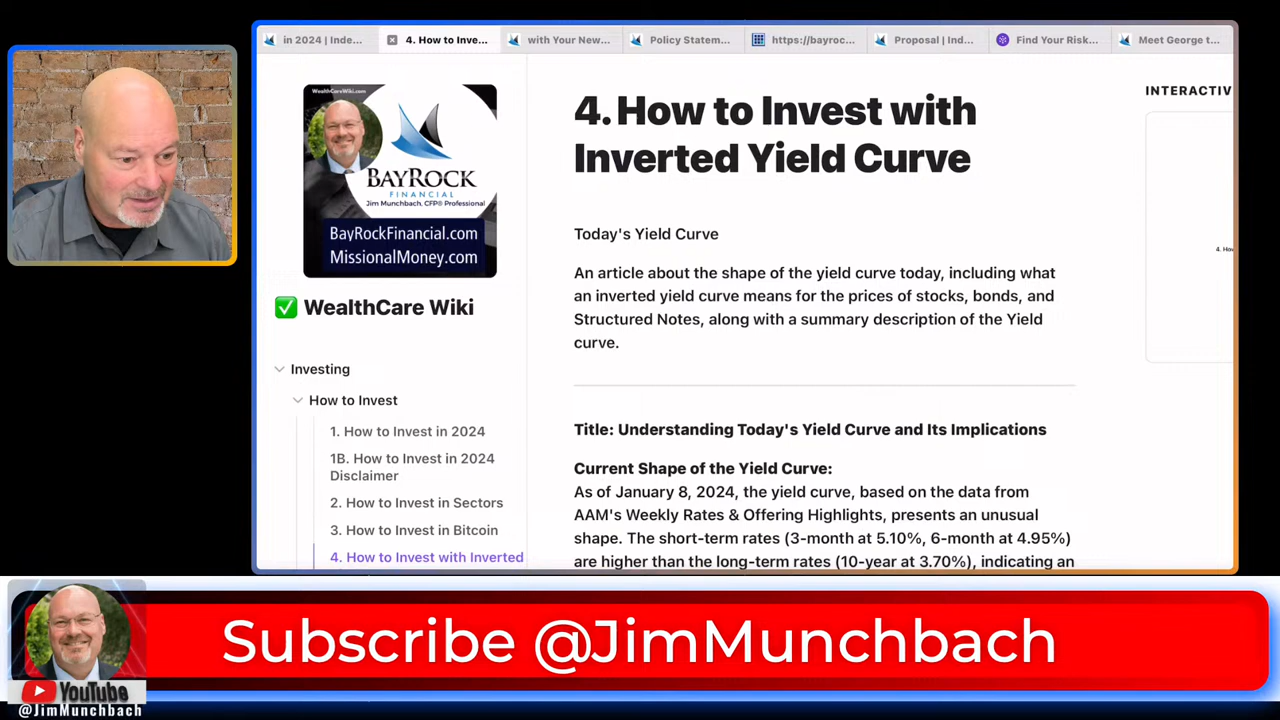 in 2024 | Inde...
4. How to Inve...
with Your New...
Policy Statem...
https://bayroc...
Proposal | Ind...
Find Your Risk...
Meet George t...
WealthCareWiki.com
BAYROCK
FINANCIAL
Jim Munchbach, CFP® Professional
BayRockFinancial.com
MissionalMoney.com
✅ WealthCare Wiki
Investing
How to Invest
1. How to Invest in 2024
1B. How to Invest in 2024
Disclaimer
2. How to Invest in Sectors
3. How to Invest in Bitcoin
4. How to Invest with Inverted
4. How to Invest with
Inverted Yield Curve
Today's Yield Curve
An article about the shape of the yield curve today, including what
an inverted yield curve means for the prices of stocks, bonds, and
Structured Notes, along with a summary description of the Yield
curve.
Title: Understanding Today's Yield Curve and Its Implications
Current Shape of the Yield Curve:
As of January 8, 2024, the yield curve, based on the data from
AAM's Weekly Rates & Offering Highlights, presents an unusual
shape. The short-term rates (3-month at 5.10%, 6-month at 4.95%)
are higher than the long-term rates (10-year at 3.70%), indicating an
INTERACTIV
4. How
Subscribe @JimMunchbach
YouTube
@JimMunchbach